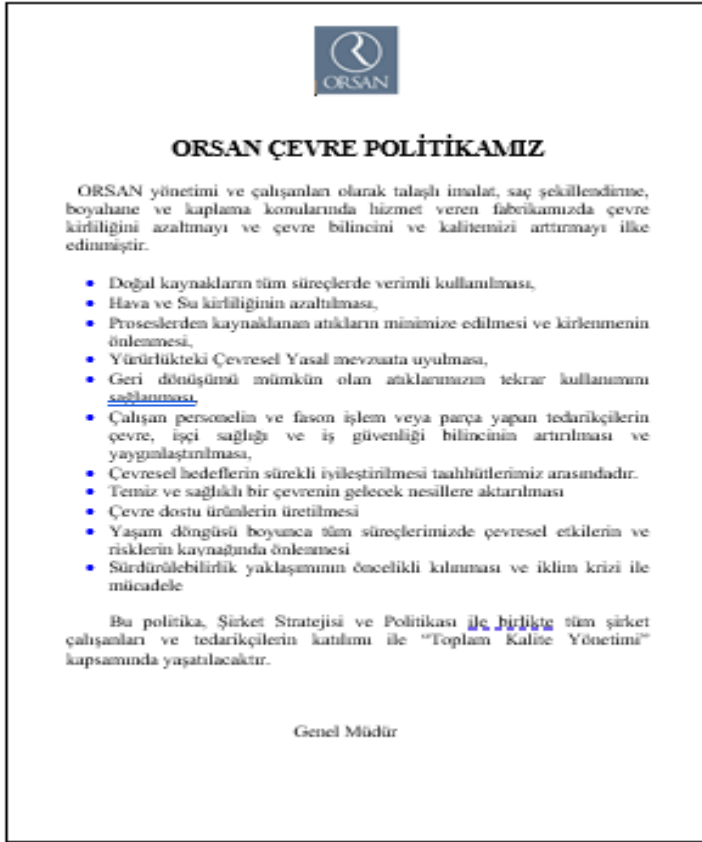 ORSAN
ORSAN ÇEVRE POLİTİKAMIZ
ORSAN yönetimi ve çalışanları olarak talaşlı imalat, saç şekillendirme,
boyahane ve kaplama konularında hizmet veren fabrikamızda çevre
kirliliğini azaltmayı ve çevre bilincini ve kalitemizi arttırmayı ilke
edinmiştir.
• Doğal kaynakların tüm süreçlerde verimli kullanılması,
• Hava ve Su kirliliğinin azaltılması,
• Proseslerden kaynaklanan atıkların minimize edilmesi ve kirlenmenin
önlenmesi,
• Yürürlükteki Çevresel Yasal mevzuata uyulması,
• Geri dönüşümü mümkün olan atıklarımızın tekrar kullanımını
sağlanması,
• Çalışan personelin ve fason işlem veya parça yapan tedarikçilerin
çevre, işçi sağlığı ve iş güvenliği bilincinin artırılması ve
yaygınlaştırılması,
• Çevresel hedeflerin sürekli iyileştirilmesi taahhütlerimiz arasındadır.
• Temiz ve sağlıklı bir çevrenin gelecek nesillere aktarılması
• Çevre dostu ürünlerin üretilmesi
• Yaşam döngüsü boyunca tüm süreçlerimizde çevresel etkilerin ve
risklerin kaynağında önlenmesi
• Sürdürülebilirlik yaklaşımının öncelikli kılınması ve iklim krizi ile
mücadele
Bu politika, Şirket Stratejisi ve Politikası ile birlikte tüm şirket
çalışanları ve tedarikçilerin katılımı ile “Toplam Kalite Yönetimi”
kapsamında yaşatılacaktır.
Genel Müdür